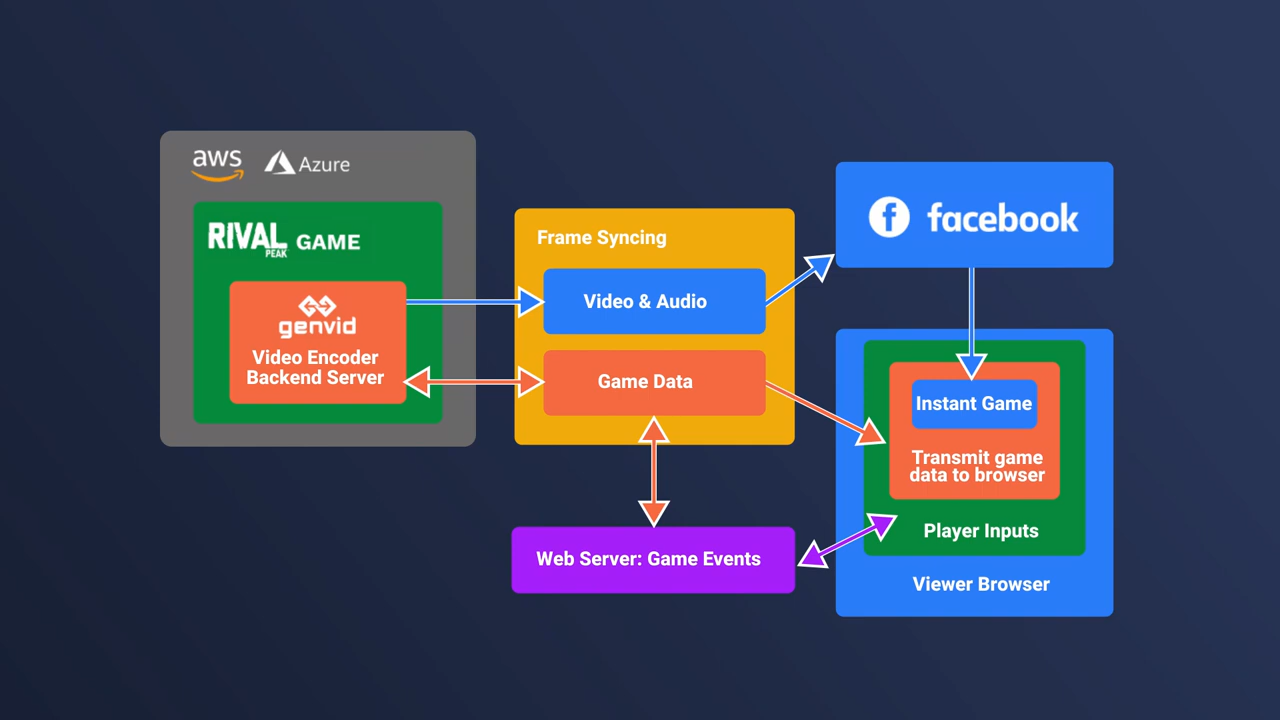 aws Azure
RIVAL PEAK GAME
genvid
Video Encoder
Backend Server
Frame Syncing
Video & Audio
Game Data
Web Server: Game Events
facebook
Instant Game
Transmit game
data to browser
Player Inputs
Viewer Browser